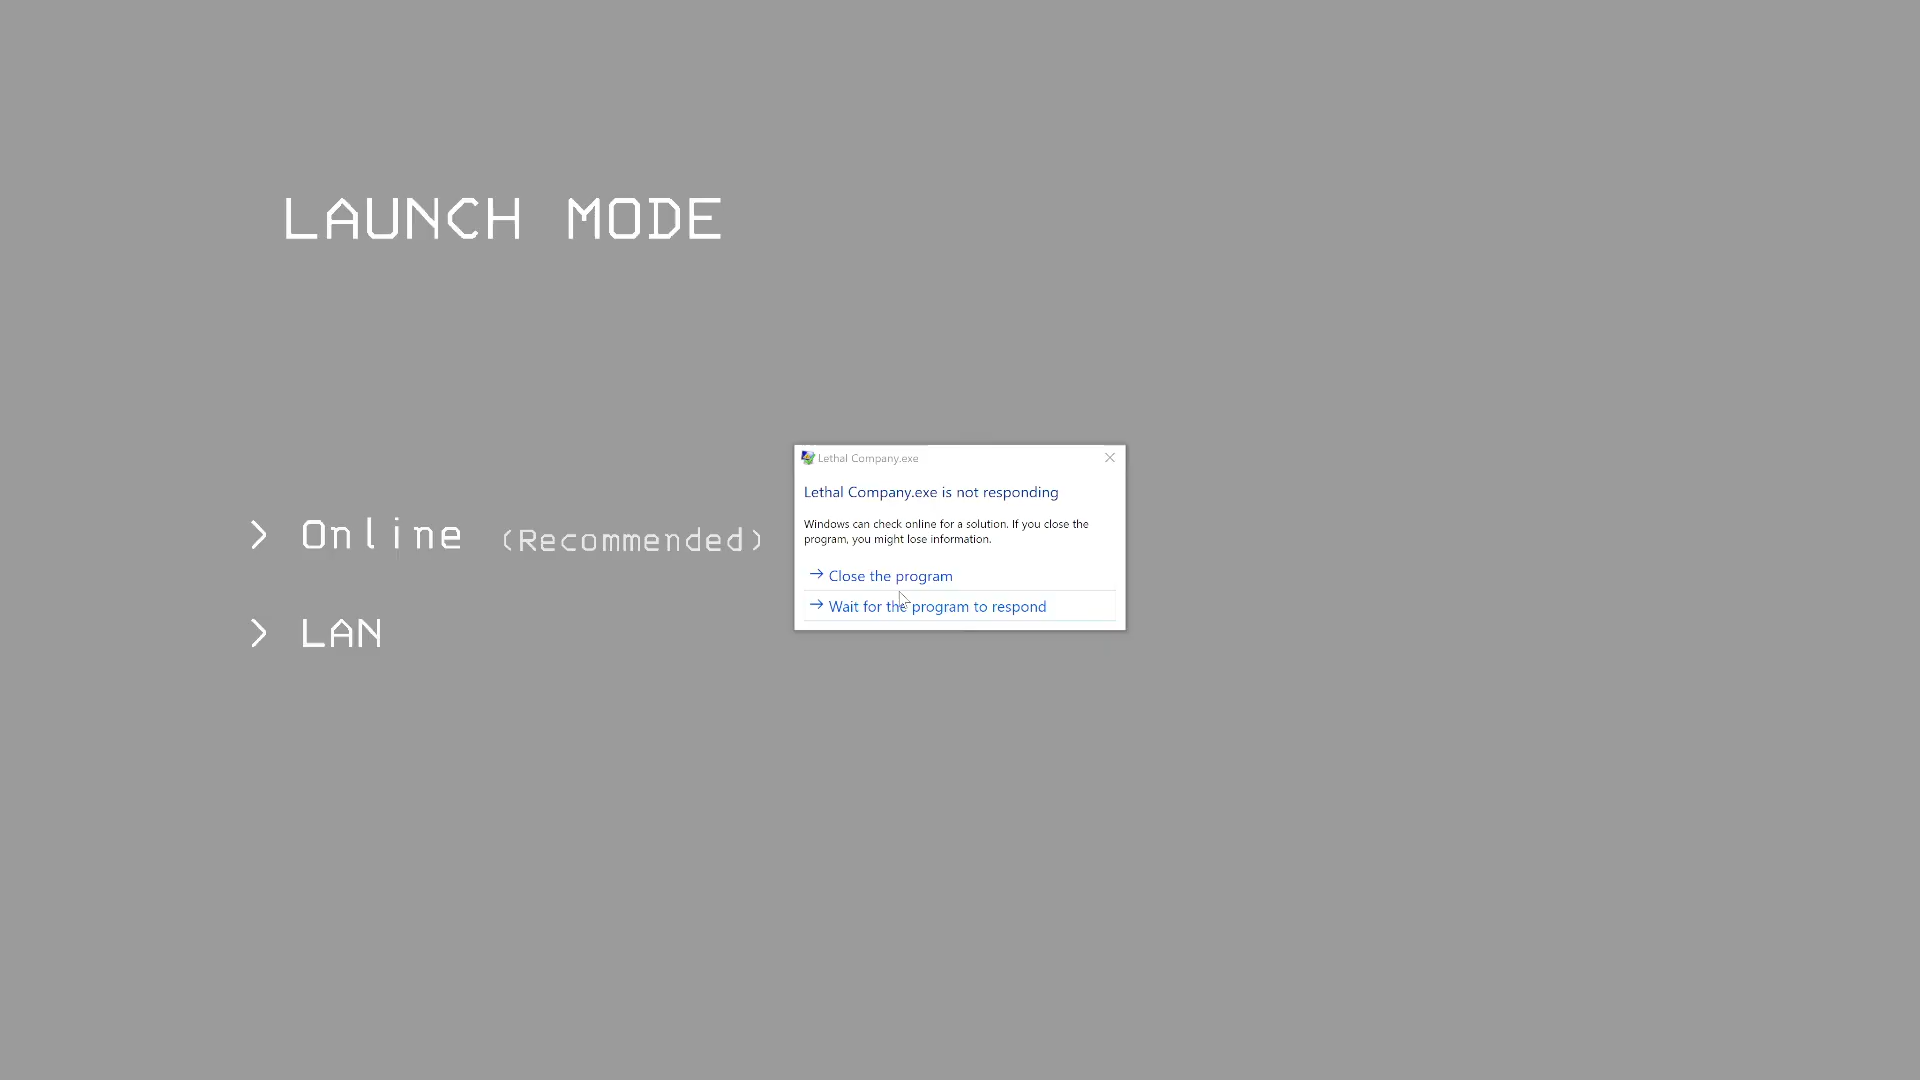 LAUNCH MODE
> Online (Recommended)
> LAN
Lethal Company.exe
Lethal Company.exe is not responding
Windows can check online for a solution. If you close the
program, you might lose information.
→ Close the program
→ Wait for the program to respond